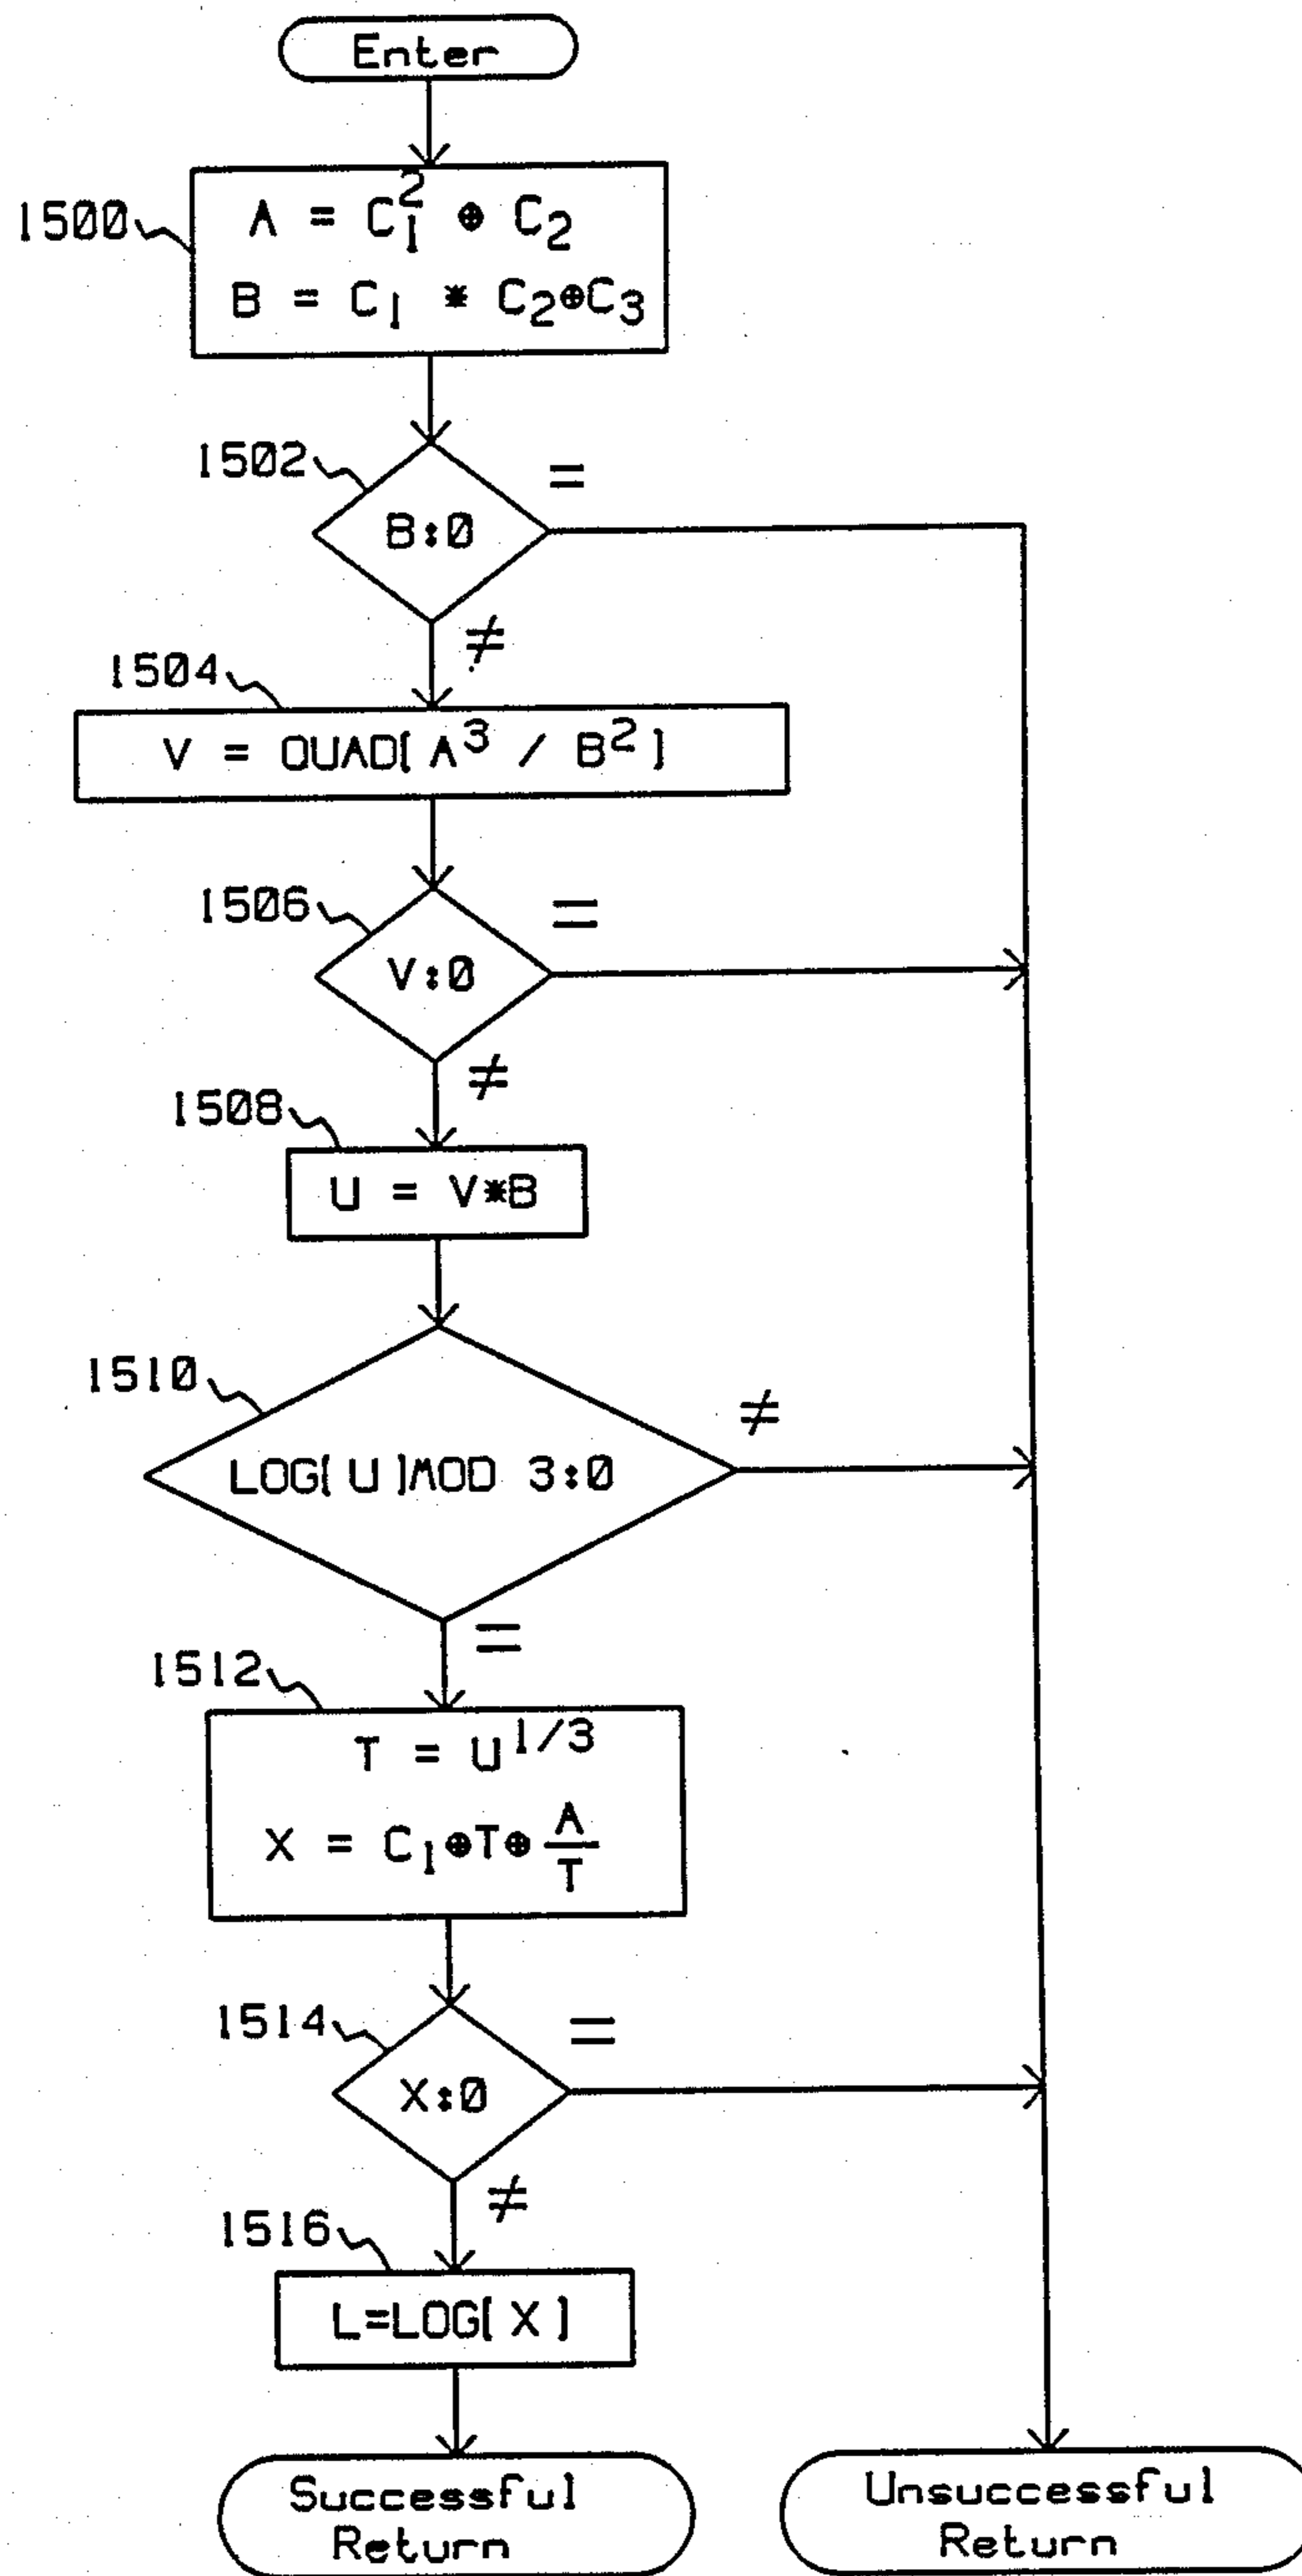 Enter
1500
A = C₁² ⊕ C₂
B = C₁ * C₂⊕C₃
1502
=
B:0
≠
1504
V = QUAD[ A³ / B² ]
1506
=
V:0
≠
1508
U = V*B
1510
≠
LOG[ U ]MOD 3:0
=
1512
T = U^1/3
X = C₁⊕T⊕ A/T
1514
=
X:0
≠
1516
L=LOG[ X ]
Successful
Return
Unsuccessful
Return